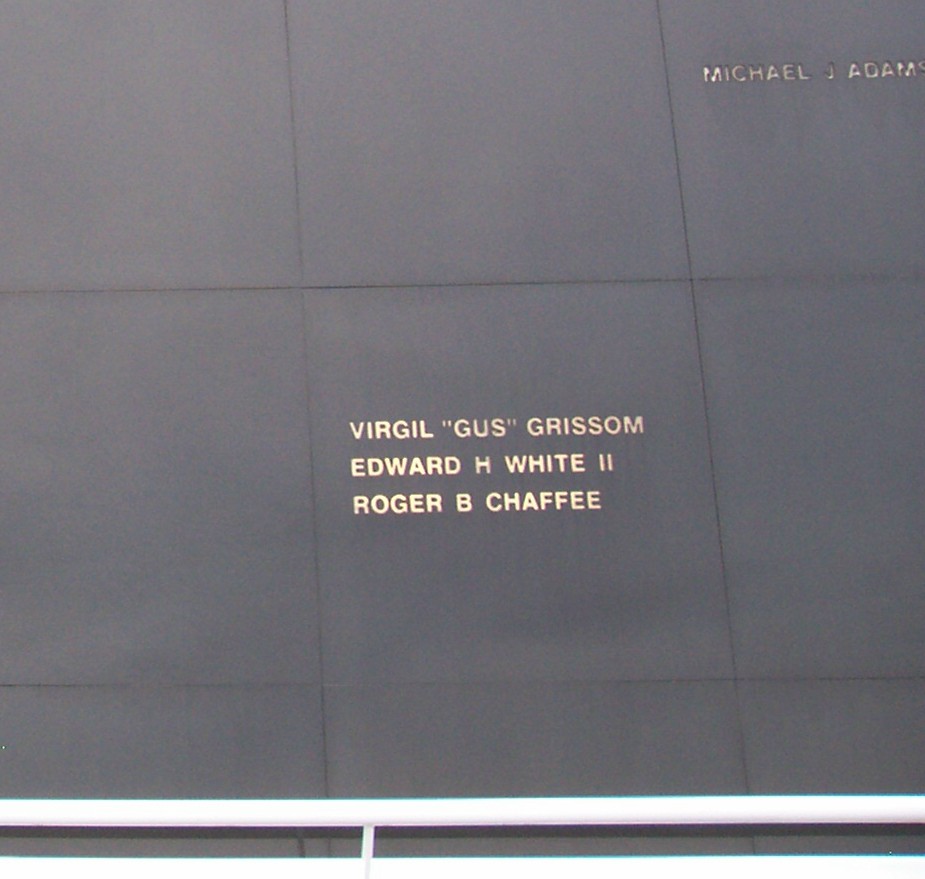 MICHAEL J ADAMS
VIRGIL "GUS" GRISSOM
EDWARD H WHITE II
ROGER B CHAFFEE